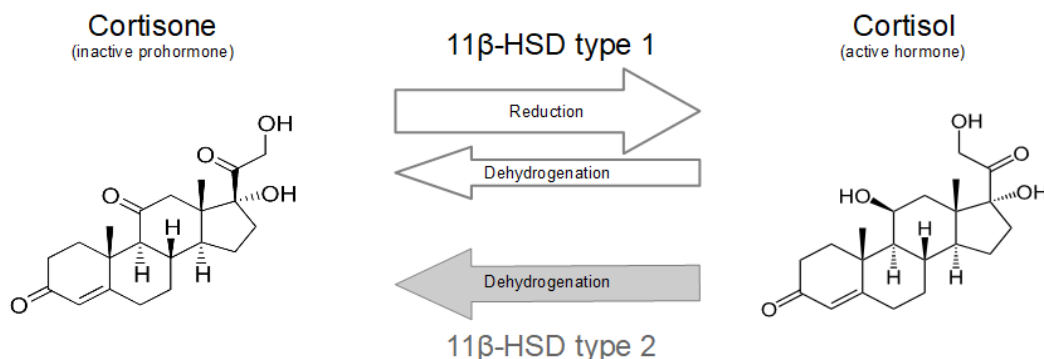 Cortisone
(inactive prohormone)
11β-HSD type 1
Cortisol
(active hormone)
Reduction
Dehydrogenation
Dehydrogenation
11β-HSD type 2
OH
O
OH
O
H
H
H
O
OH
O
HO
OH
H
H
H
O